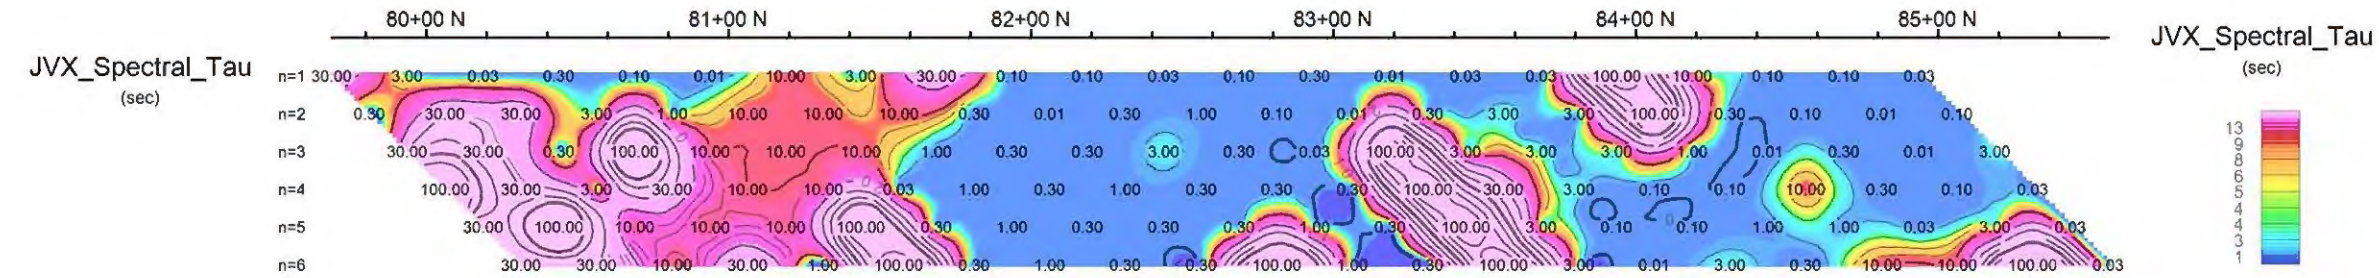 80+00 N 81+00 N 82+00 N 83+00 N 84+00 N 85+00 N
JVX_Spectral_Tau
(sec)
JVX_Spectral_Tau
(sec)
n=1 30.00 3.00 0.03 0.30 0.10 0.01 10.00 3.00 30.00 0.10 0.10 0.03 0.10 0.30 0.01 0.03 0.03 100.00 10.00 0.10 0.10 0.03
n=2 0.30 30.00 30.00 3.00 1.00 10.00 10.00 10.00 0.30 0.01 0.30 1.00 0.10 0.01 0.30 3.00 3.00 100.00 0.30 0.10 0.01 0.10
n=3 30.00 30.00 0.30 100.00 10.00 10.00 10.00 1.00 0.30 0.30 3.00 0.30 0.03 100.00 3.00 3.00 3.00 1.00 0.01 0.30 0.01 3.00
n=4 100.00 30.00 3.00 30.00 10.00 10.00 0.03 1.00 0.30 1.00 0.30 0.30 0.30 100.00 30.00 3.00 0.10 0.10 10.00 0.30 0.10 0.03
n=5 30.00 100.00 10.00 10.00 10.00 100.00 0.30 1.00 0.30 0.30 0.30 1.00 0.30 100.00 3.00 0.10 0.10 1.00 1.00 0.03 3.00 0.03
n=6 30.00 30.00 10.00 30.00 1.00 100.00 0.30 1.00 0.30 0.30 100.00 1.00 0.30 100.00 3.00 0.01 3.00 0.30 10.00 10.00 100.00 0.03
13
9
8
6
5
4
4
3
1